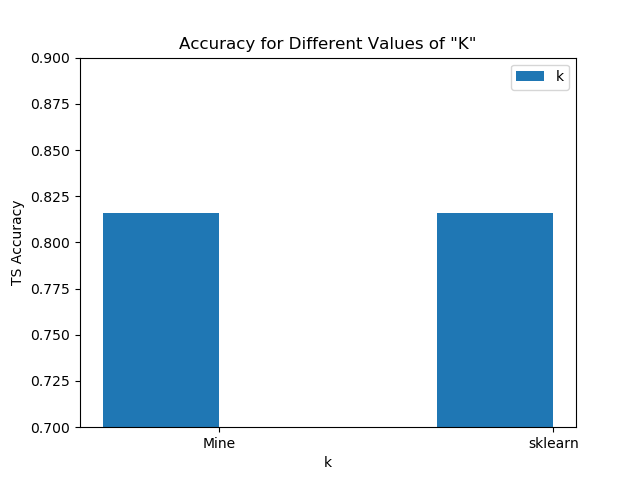 Accuracy for Different Values of "K"
k
0.900
0.875
0.850
0.825
0.800
0.775
0.750
0.725
0.700
TS Accuracy
Mine
sklearn
k